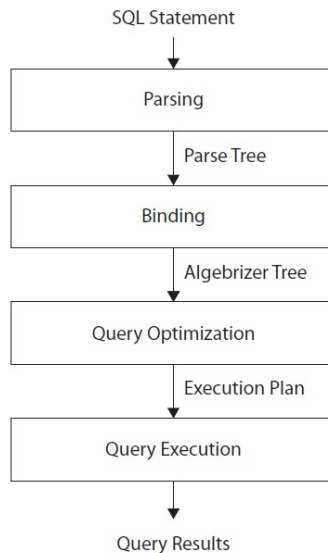 SQL Statement
Parsing
Parse Tree
Binding
Algebrizer Tree
Query Optimization
Execution Plan
Query Execution
Query Results